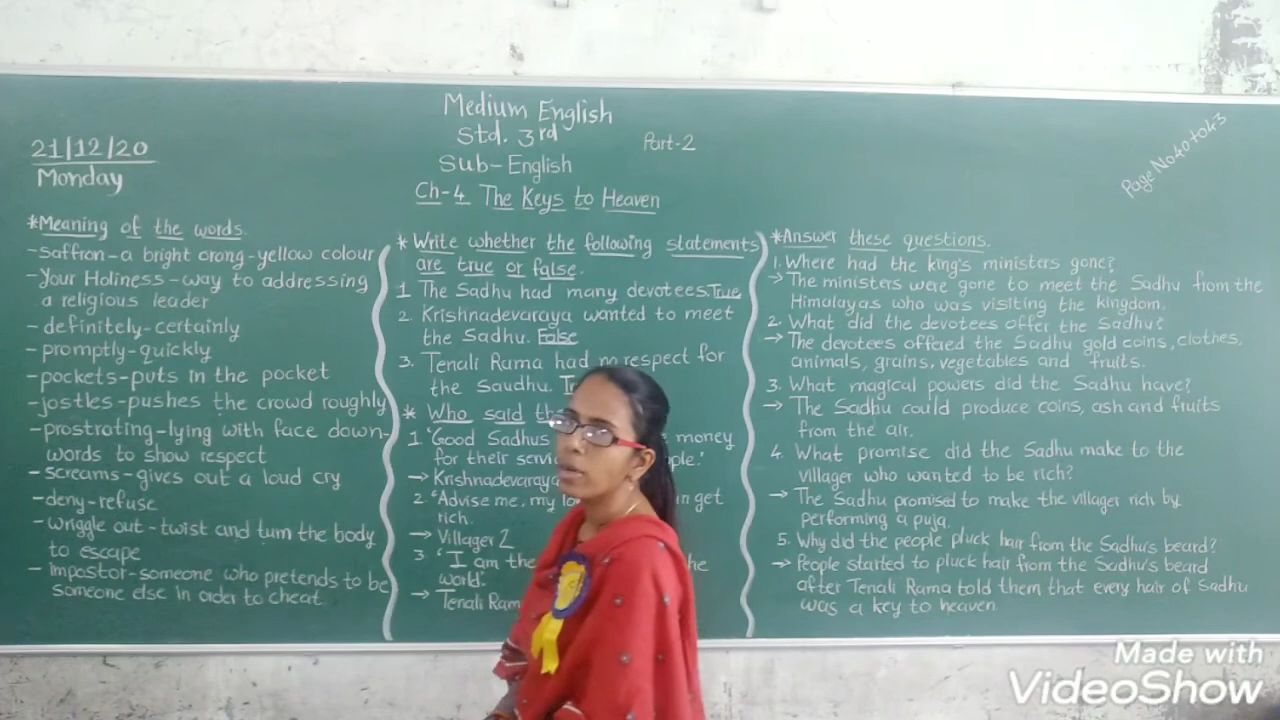 21/12/20
Monday
Medium English
Std. 3rd
Part-2
Sub-English
Ch-4 The Keys to Heaven
Page No 40 to 43
*Meaning of the words.
-saffron-a bright orang-yellow colour
-Your Holiness-way to addressing
a religious leader
-definitely-certainly
-promptly-quickly
-pockets-puts in the pocket
-jostles-pushes the crowd roughly
-prostrating-lying with face down-
words to show respect
-screams-gives out a loud cry
-deny-refuse
-wriggle out-twist and turn the body
to escape
-impostor-someone who pretends to be
someone else in order to cheat.
* Write whether the following statements
are true or false.
1. The Sadhu had many devotees. True
2. Krishnadevaraya wanted to meet
the Sadhu. False
3. Tenali Rama had no respect for
the Saudhu.
* Who said
1 'Good Sadhus money
for their
→ Krishnadevaraya
2 'Advise me, my get
rich.
→ Villager 2
3 'I am the
world'.
→ Tenali Ram
*Answer these questions.
1. Where had the king's ministers gone?
→ The ministers were gone to meet the Sadhu from the
Himalayas who was visiting the kingdom.
2. What did the devotees offer the Sadhu?
→ The devotees offered the Sadhu gold coins, clothes,
animals, grains, vegetables and fruits.
3. What magical powers did the Sadhu have?
→ The Sadhu could produce coins, ash and fruits
from the air.
4. What promise did the Sadhu make to the
villager who wanted to be rich?
→ The Sadhu promised to make the villager rich by
performing a puja.
5. Why did the people pluck hair from the Sadhu's beard?
→ People started to pluck hair from the Sadhu's beard
after Tenali Rama told them that every hair of Sadhu
was a key to heaven
Made with
VideoShow